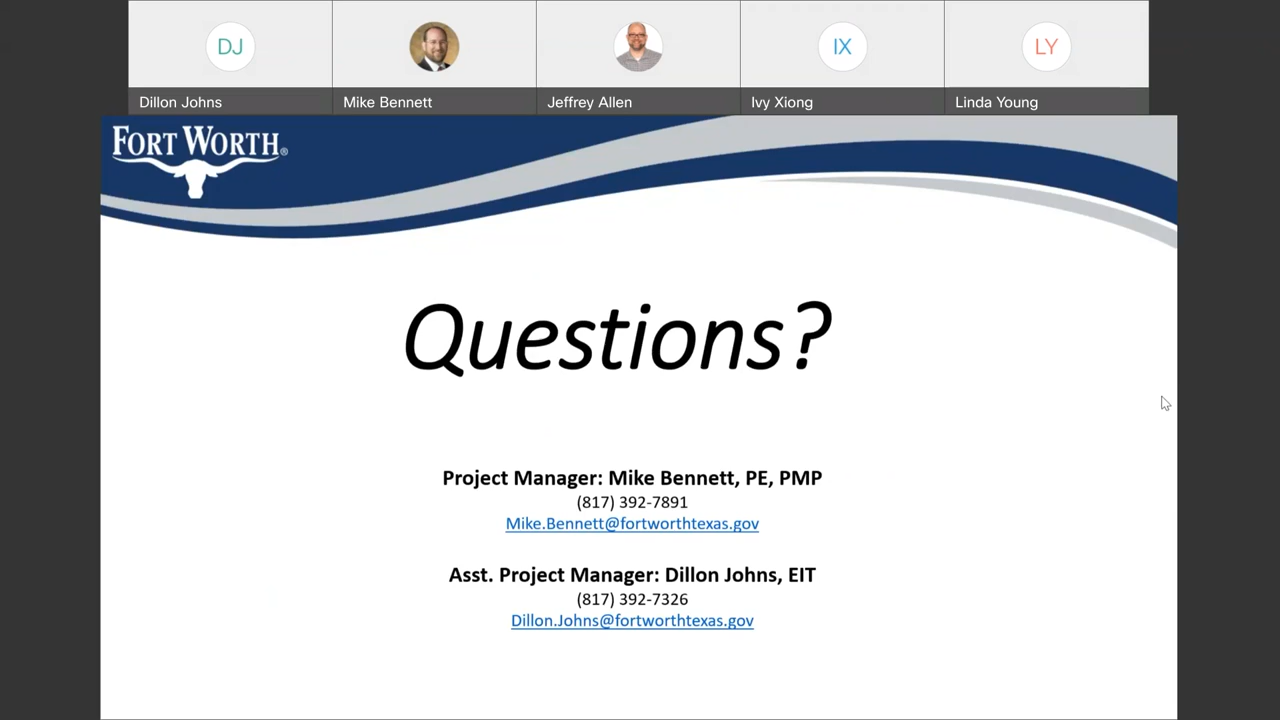 DJ
IX
LY
Dillon Johns
Mike Bennett
Jeffrey Allen
Ivy Xiong
Linda Young
FORT WORTH®
Questions?
Project Manager: Mike Bennett, PE, PMP
(817) 392-7891
Mike.Bennett@fortworthtexas.gov
Asst. Project Manager: Dillon Johns, EIT
(817) 392-7326
Dillon.Johns@fortworthtexas.gov